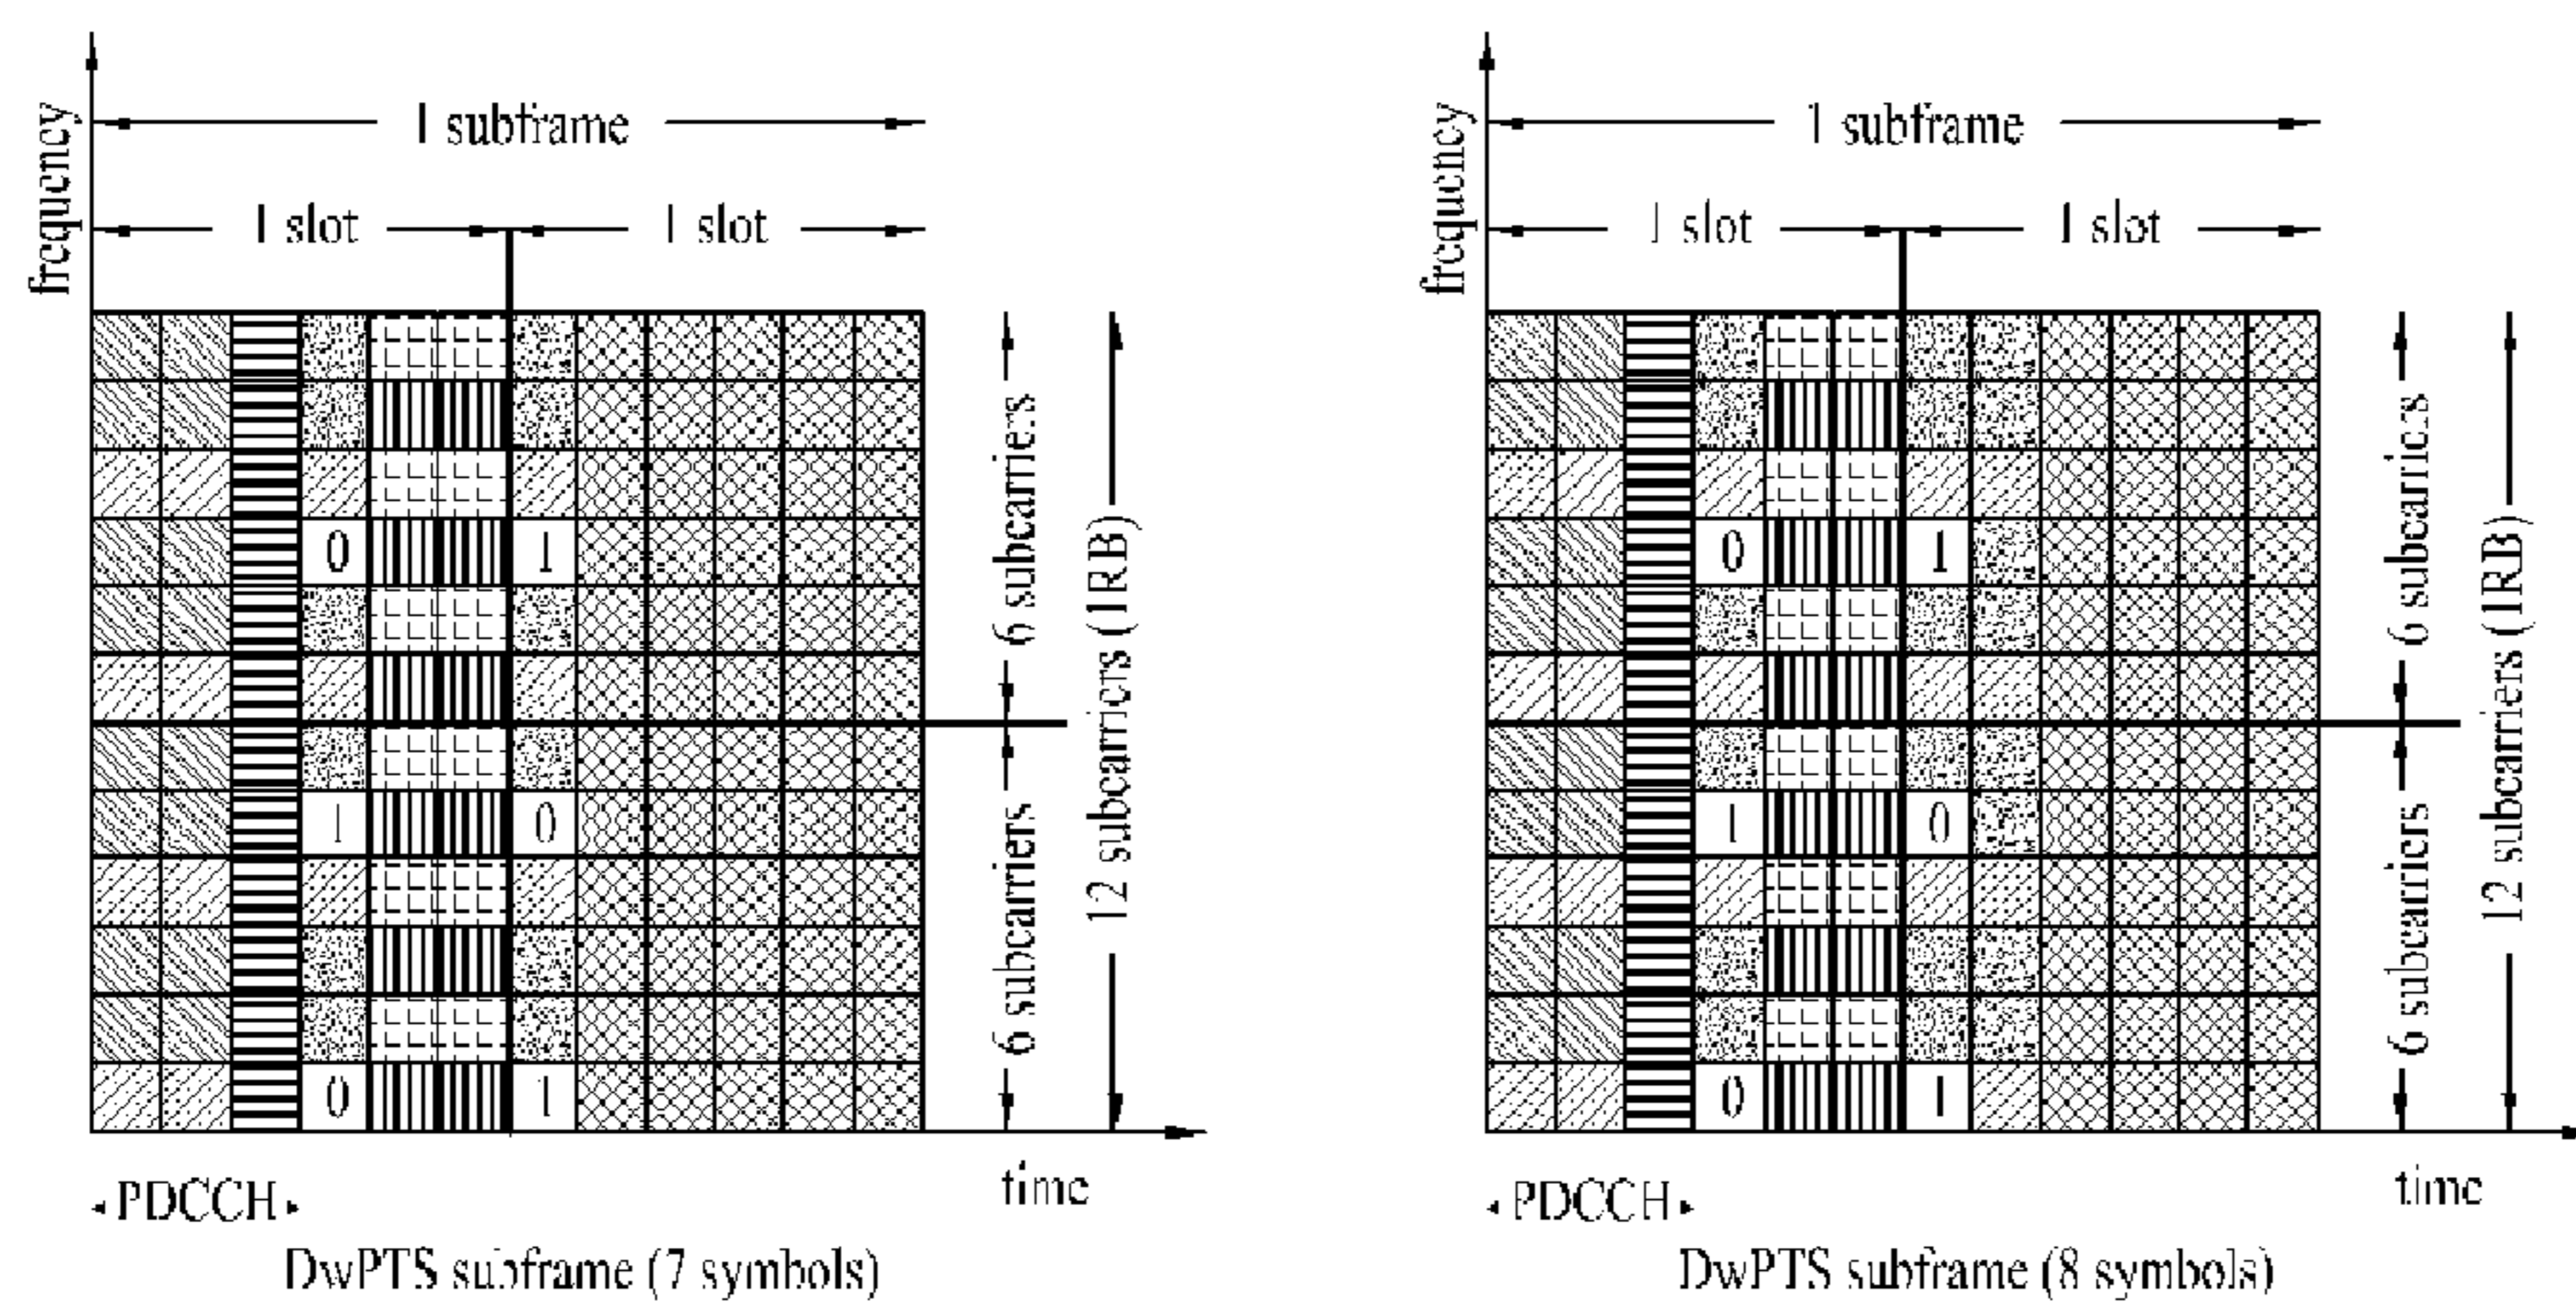 frequency
1 subframe
1 slot
1 slot
0
1
1
0
0
1
6 subcarriers
6 subcarriers
12 subcarriers (1RB)
time
PDCCH
DwPTS subframe (7 symbols)
frequency
1 subframe
1 slot
1 slot
0
1
1
0
0
1
6 subcarriers
6 subcarriers
12 subcarriers (1RB)
time
PDCCH
DwPTS subframe (8 symbols)